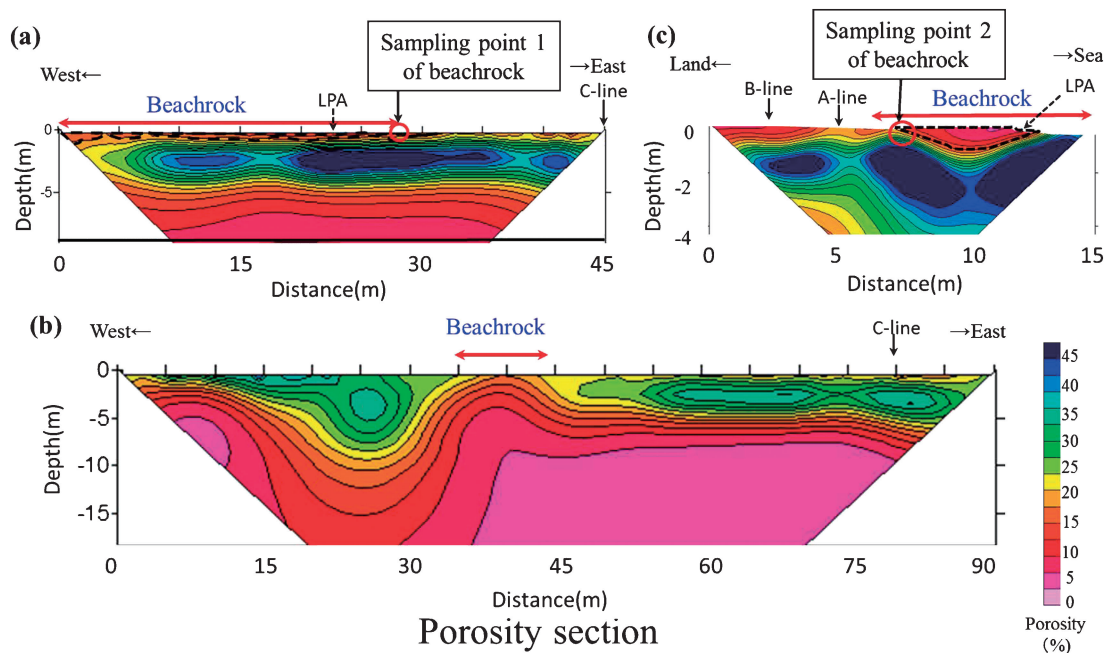 (a)
Sampling point 1
of beachrock
West←
→East
C-line
Beachrock
LPA
0
-5
Depth(m)
0 15 30 45
Distance(m)
(c)
Sampling point 2
of beachrock
Land←
→Sea
B-line
A-line
Beachrock
LPA
0
-2
-4
Depth(m)
0 5 10 15
Distance(m)
(b)
West←
Beachrock
C-line
→East
0
-5
-10
-15
Depth(m)
0 15 30 45 60 75 90
Distance(m)
45
40
35
30
25
20
15
10
5
0
Porosity
(%)
Porosity section